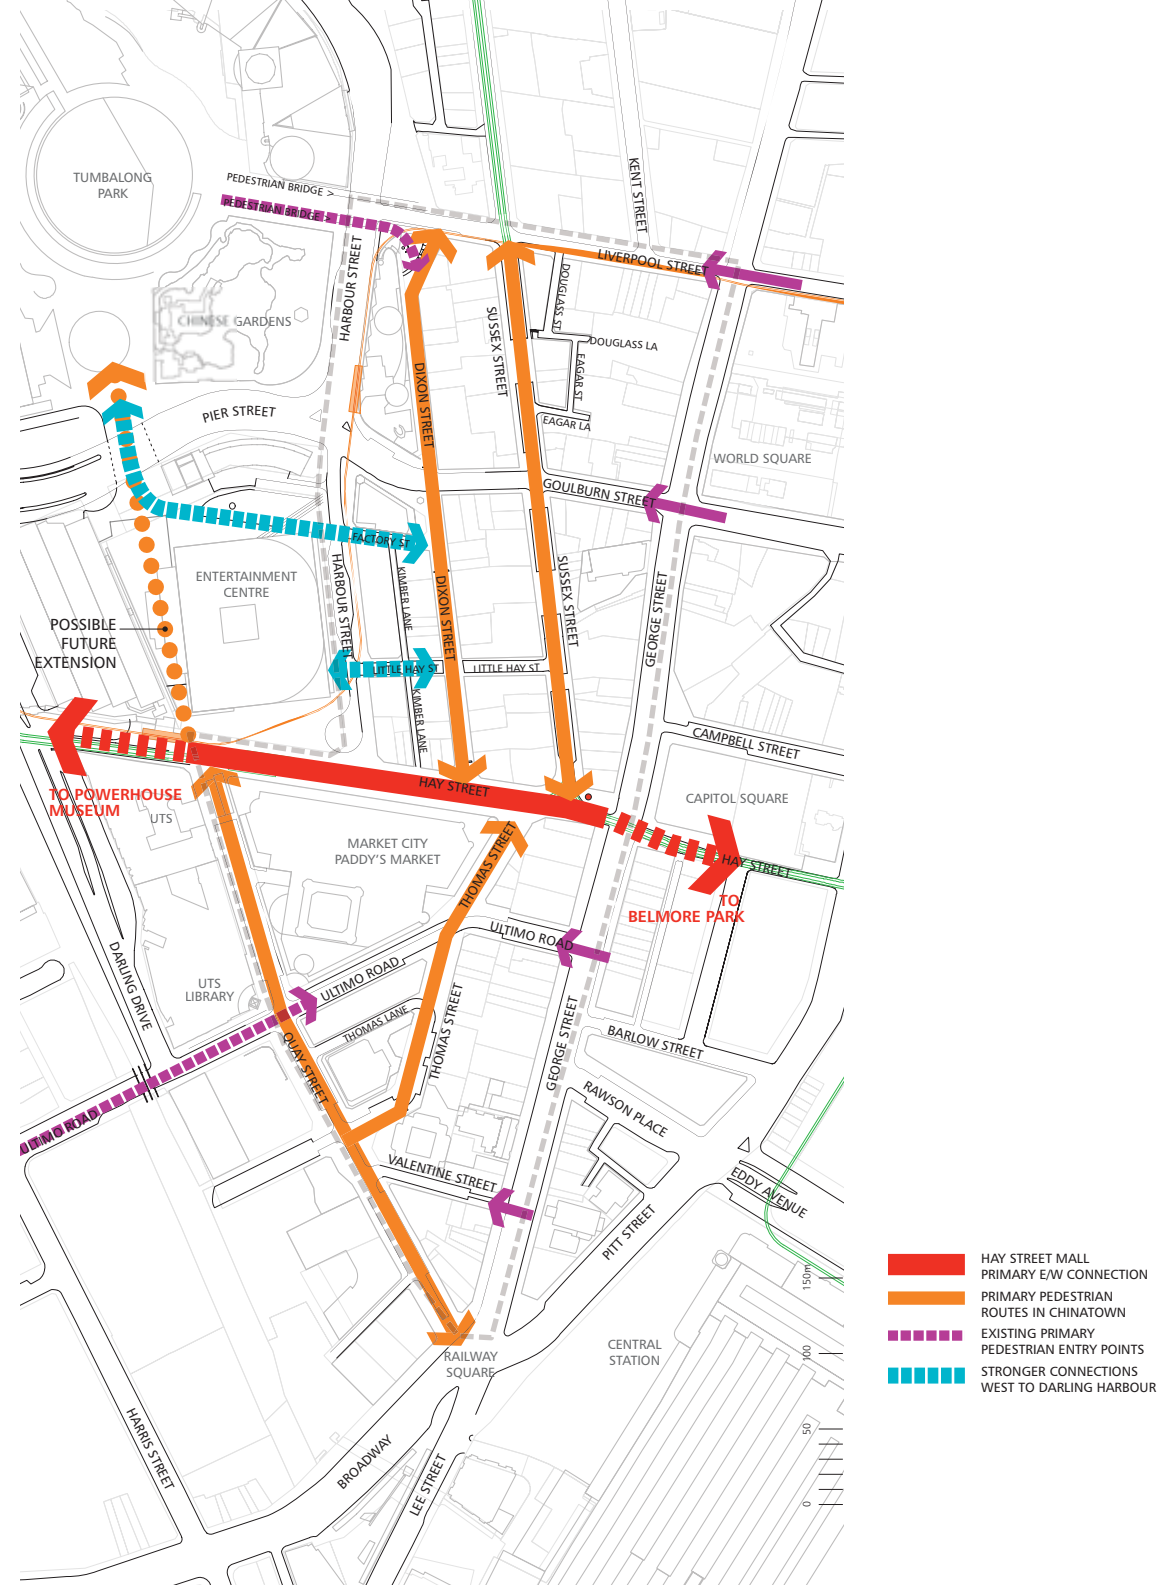 TUMBALONG
PARK
PEDESTRIAN BRIDGE >
PEDESTRIAN BRIDGE >
KENT STREET
HARBOUR STREET
LIVERPOOL STREET
DOUGLASS ST
CHINESE GARDENS
SUSSEX STREET
DOUGLASS LA
EAGAR ST
DIXON STREET
PIER STREET
EAGAR LA
WORLD SQUARE
GOULBURN STREET
FACTORY ST
ENTERTAINMENT
CENTRE
HARBOUR STREET
KIMBER LANE
DIXON STREET
SUSSEX STREET
GEORGE STREET
POSSIBLE
FUTURE
EXTENSION
LITTLE HAY ST
LITTLE HAY ST
KIMBER LANE
CAMPBELL STREET
HAY STREET
TO POWERHOUSE
MUSEUM
UTS
CAPITOL SQUARE
MARKET CITY
PADDY'S MARKET
THOMAS STREET
HAY STREET
TO
BELMORE PARK
ULTIMO ROAD
DARLING DRIVE
UTS
LIBRARY
ULTIMO ROAD
THOMAS LANE
THOMAS STREET
GEORGE STREET
BARLOW STREET
QUAY STREET
RAWSON PLACE
ULTIMO ROAD
VALENTINE STREET
EDDY AVENUE
PITT STREET
RAILWAY
SQUARE
CENTRAL
STATION
HARRIS STREET
BROADWAY
LEE STREET
150m
100
50
0
HAY STREET MALL
PRIMARY E/W CONNECTION
PRIMARY PEDESTRIAN
ROUTES IN CHINATOWN
EXISTING PRIMARY
PEDESTRIAN ENTRY POINTS
STRONGER CONNECTIONS
WEST TO DARLING HARBOUR